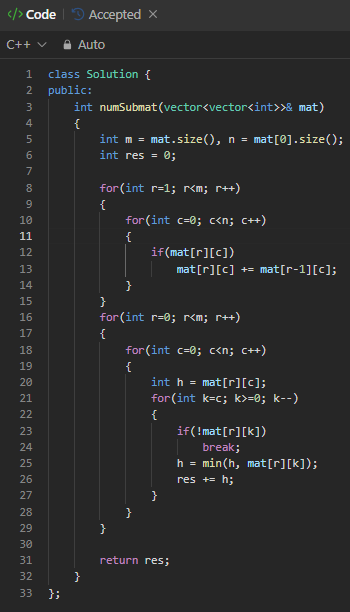 </> Code | Accepted ×
C++ Auto
1 class Solution {
2 public:
3     int numSubmat(vector<vector<int>>& mat)
4     {
5         int m = mat.size(), n = mat[0].size();
6         int res = 0;
7
8         for(int r=1; r<m; r++)
9         {
10             for(int c=0; c<n; c++)
11             {
12                 if(mat[r][c])
13                     mat[r][c] += mat[r-1][c];
14             }
15         }
16         for(int r=0; r<m; r++)
17         {
18             for(int c=0; c<n; c++)
19             {
20                 int h = mat[r][c];
21                 for(int k=c; k>=0; k--)
22                 {
23                     if(!mat[r][k])
24                         break;
25                     h = min(h, mat[r][k]);
26                     res += h;
27                 }
28             }
29         }
30
31         return res;
32     }
33 };